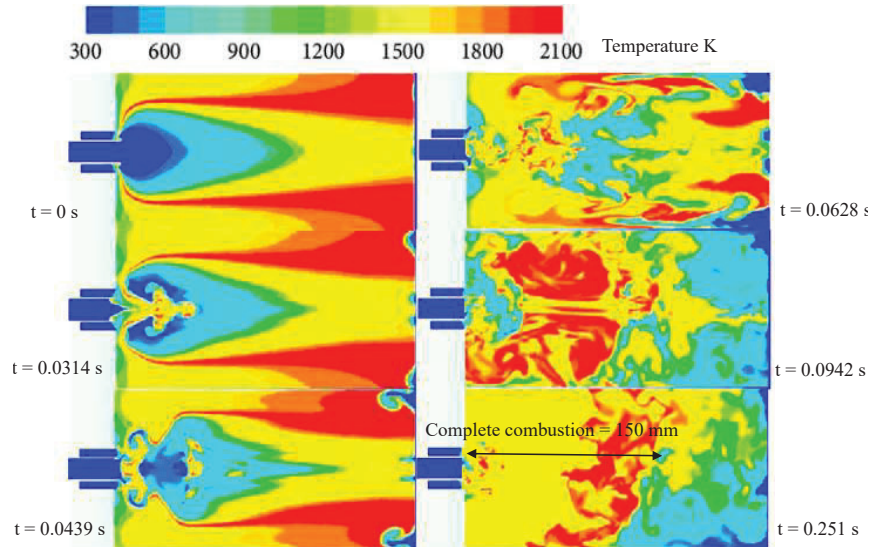 300 600 900 1200 1500 1800 2100 Temperature K
t = 0 s
t = 0.0628 s
t = 0.0314 s
t = 0.0942 s
Complete combustion = 150 mm
t = 0.0439 s
t = 0.251 s